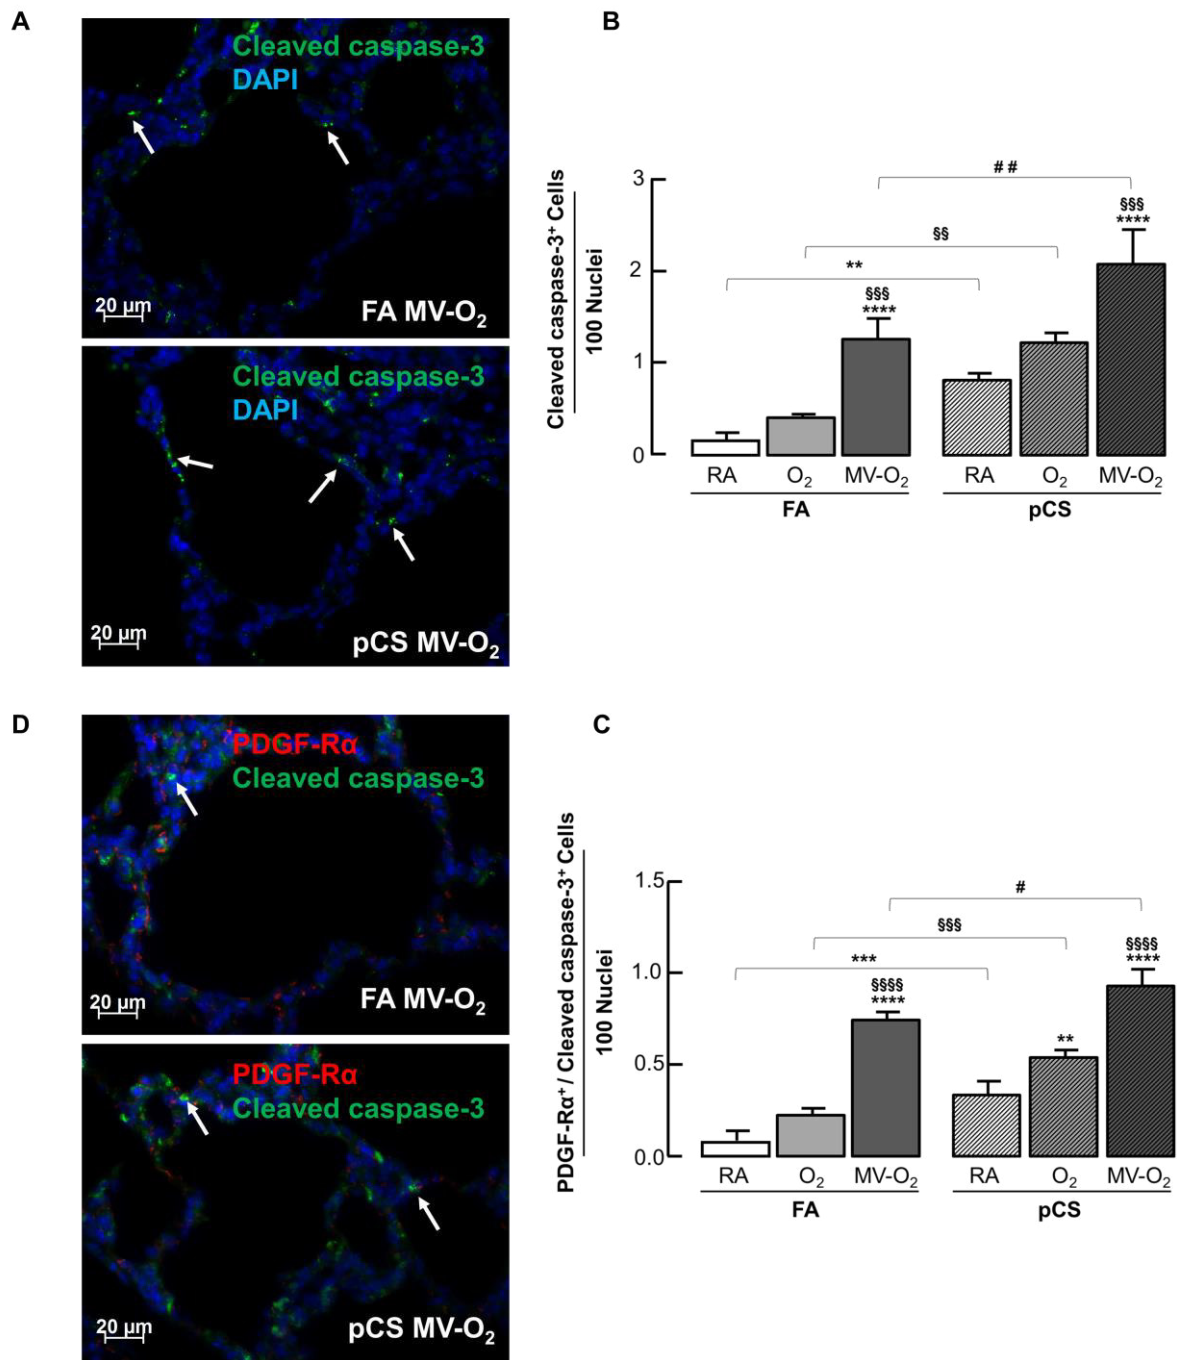 A
Cleaved caspase-3
DAPI
20 µm
FA MV-O₂
Cleaved caspase-3
DAPI
20 µm
pCS MV-O₂
B
Cleaved caspase-3⁺ Cells
100 Nuclei
3
2
1
0
# #
§§
**
§§§
****
§§§
****
RA O₂ MV-O₂ RA O₂ MV-O₂
FA pCS
D
PDGF-Rα
Cleaved caspase-3
20 µm
FA MV-O₂
PDGF-Rα
Cleaved caspase-3
20 µm
pCS MV-O₂
C
PDGF-Rα⁺ / Cleaved caspase-3⁺ Cells
100 Nuclei
1.5
1.0
0.5
0.0
#
§§§
***
§§§§
****
**
§§§§
****
RA O₂ MV-O₂ RA O₂ MV-O₂
FA pCS